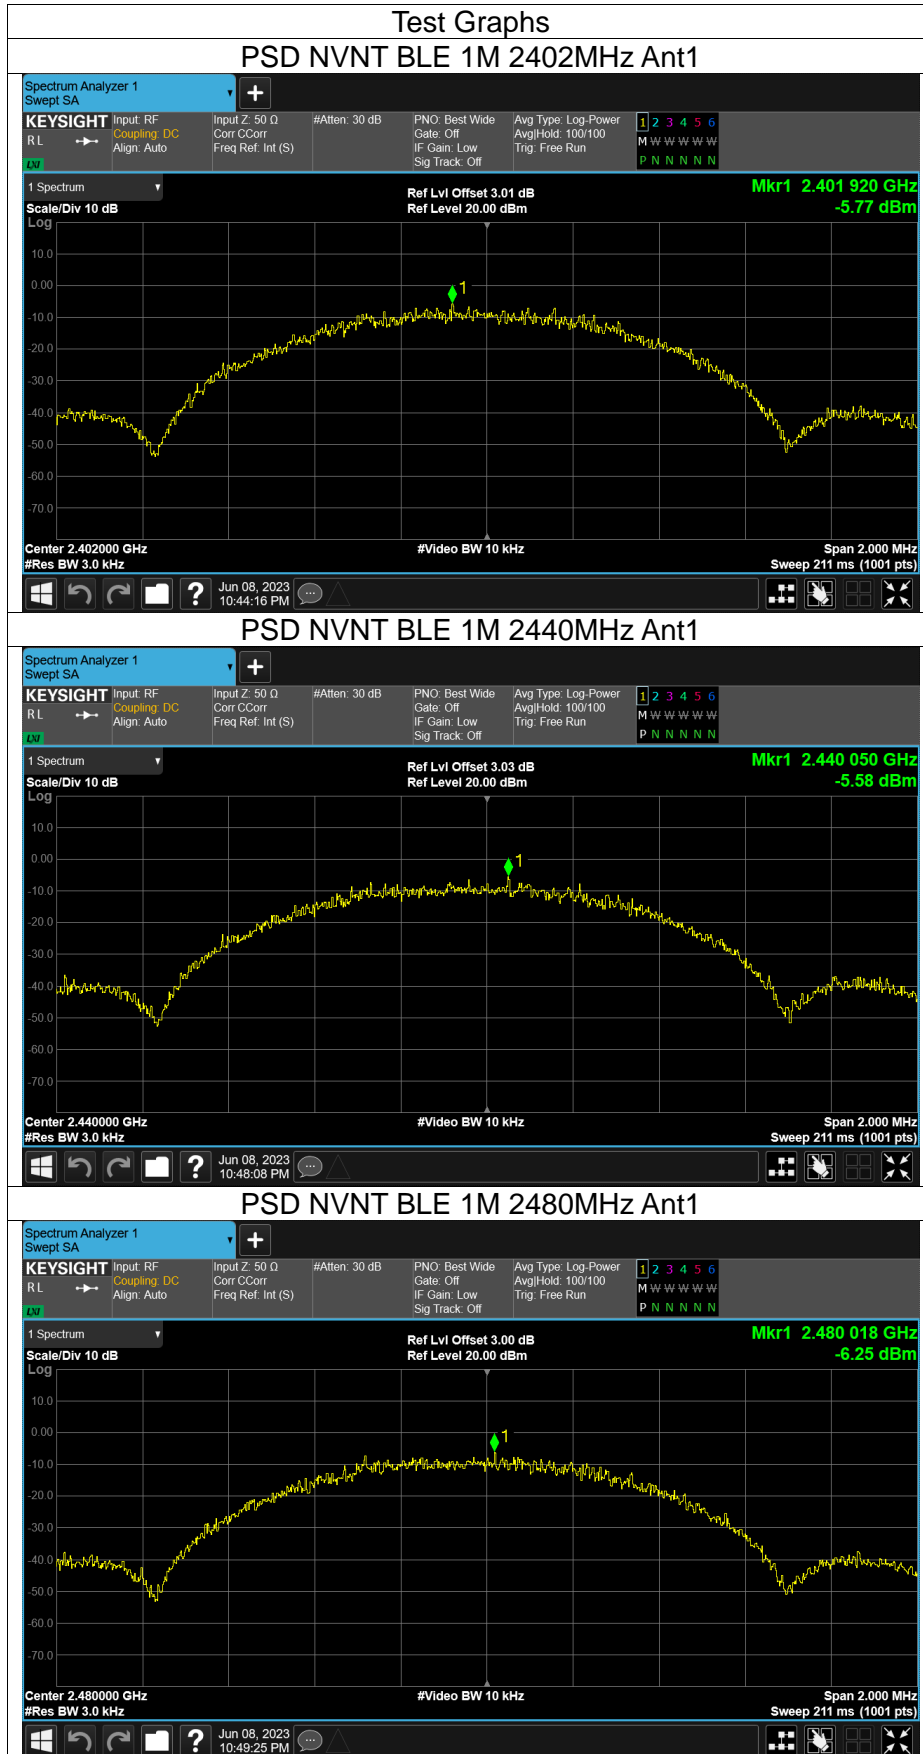 Test Graphs
PSD NVNT BLE 1M 2402MHz Ant1
Spectrum Analyzer 1
Swept SA
+
KEYSIGHT Input: RF Input Z: 50 Ω #Atten: 30 dB PNO: Best Wide Avg Type: Log-Power 1 2 3 4 5 6
R L Coupling: DC Corr CCorr Gate: Off Avg|Hold: 100/100 M W W W W W
Align: Auto Freq Ref: Int (S) IF Gain: Low Trig: Free Run
LXI Sig Track: Off P N N N N N
1 Spectrum Ref Lvl Offset 3.01 dB Mkr1 2.401 920 GHz
Scale/Div 10 dB Ref Level 20.00 dBm -5.77 dBm
Log
10.0
0.00
1
-10.0
-20.0
-30.0
-40.0
-50.0
-60.0
-70.0
Center 2.402000 GHz #Video BW 10 kHz Span 2.000 MHz
#Res BW 3.0 kHz Sweep 211 ms (1001 pts)
? Jun 08, 2023
10:44:16 PM
PSD NVNT BLE 1M 2440MHz Ant1
Spectrum Analyzer 1
Swept SA
+
KEYSIGHT Input: RF Input Z: 50 Ω #Atten: 30 dB PNO: Best Wide Avg Type: Log-Power 1 2 3 4 5 6
R L Coupling: DC Corr CCorr Gate: Off Avg|Hold: 100/100 M W W W W W
Align: Auto Freq Ref: Int (S) IF Gain: Low Trig: Free Run
LXI Sig Track: Off P N N N N N
1 Spectrum Ref Lvl Offset 3.03 dB Mkr1 2.440 050 GHz
Scale/Div 10 dB Ref Level 20.00 dBm -5.58 dBm
Log
10.0
0.00
1
-10.0
-20.0
-30.0
-40.0
-50.0
-60.0
-70.0
Center 2.440000 GHz #Video BW 10 kHz Span 2.000 MHz
#Res BW 3.0 kHz Sweep 211 ms (1001 pts)
? Jun 08, 2023
10:48:08 PM
PSD NVNT BLE 1M 2480MHz Ant1
Spectrum Analyzer 1
Swept SA
+
KEYSIGHT Input: RF Input Z: 50 Ω #Atten: 30 dB PNO: Best Wide Avg Type: Log-Power 1 2 3 4 5 6
R L Coupling: DC Corr CCorr Gate: Off Avg|Hold: 100/100 M W W W W W
Align: Auto Freq Ref: Int (S) IF Gain: Low Trig: Free Run
LXI Sig Track: Off P N N N N N
1 Spectrum Ref Lvl Offset 3.00 dB Mkr1 2.480 018 GHz
Scale/Div 10 dB Ref Level 20.00 dBm -6.25 dBm
Log
10.0
0.00
1
-10.0
-20.0
-30.0
-40.0
-50.0
-60.0
-70.0
Center 2.480000 GHz #Video BW 10 kHz Span 2.000 MHz
#Res BW 3.0 kHz Sweep 211 ms (1001 pts)
? Jun 08, 2023
10:49:25 PM